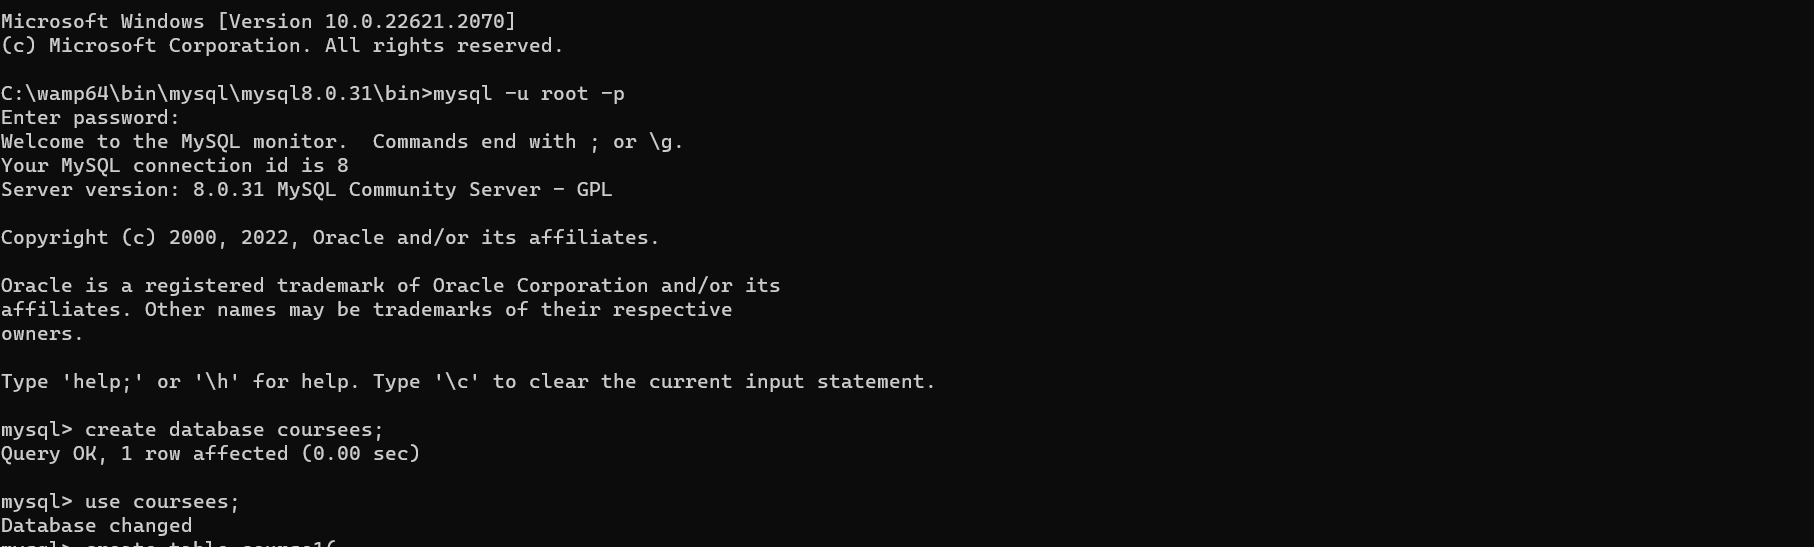 Microsoft Windows [Version 10.0.22621.2070]
(c) Microsoft Corporation. All rights reserved.
C:\wamp64\bin\mysql\mysql8.0.31\bin>mysql -u root -p
Enter password:
Welcome to the MySQL monitor.  Commands end with ; or \g.
Your MySQL connection id is 8
Server version: 8.0.31 MySQL Community Server - GPL
Copyright (c) 2000, 2022, Oracle and/or its affiliates.
Oracle is a registered trademark of Oracle Corporation and/or its
affiliates. Other names may be trademarks of their respective
owners.
Type 'help;' or '\h' for help. Type '\c' to clear the current input statement.
mysql> create database coursees;
Query OK, 1 row affected (0.00 sec)
mysql> use coursees;
Database changed
mysql> create table course1(